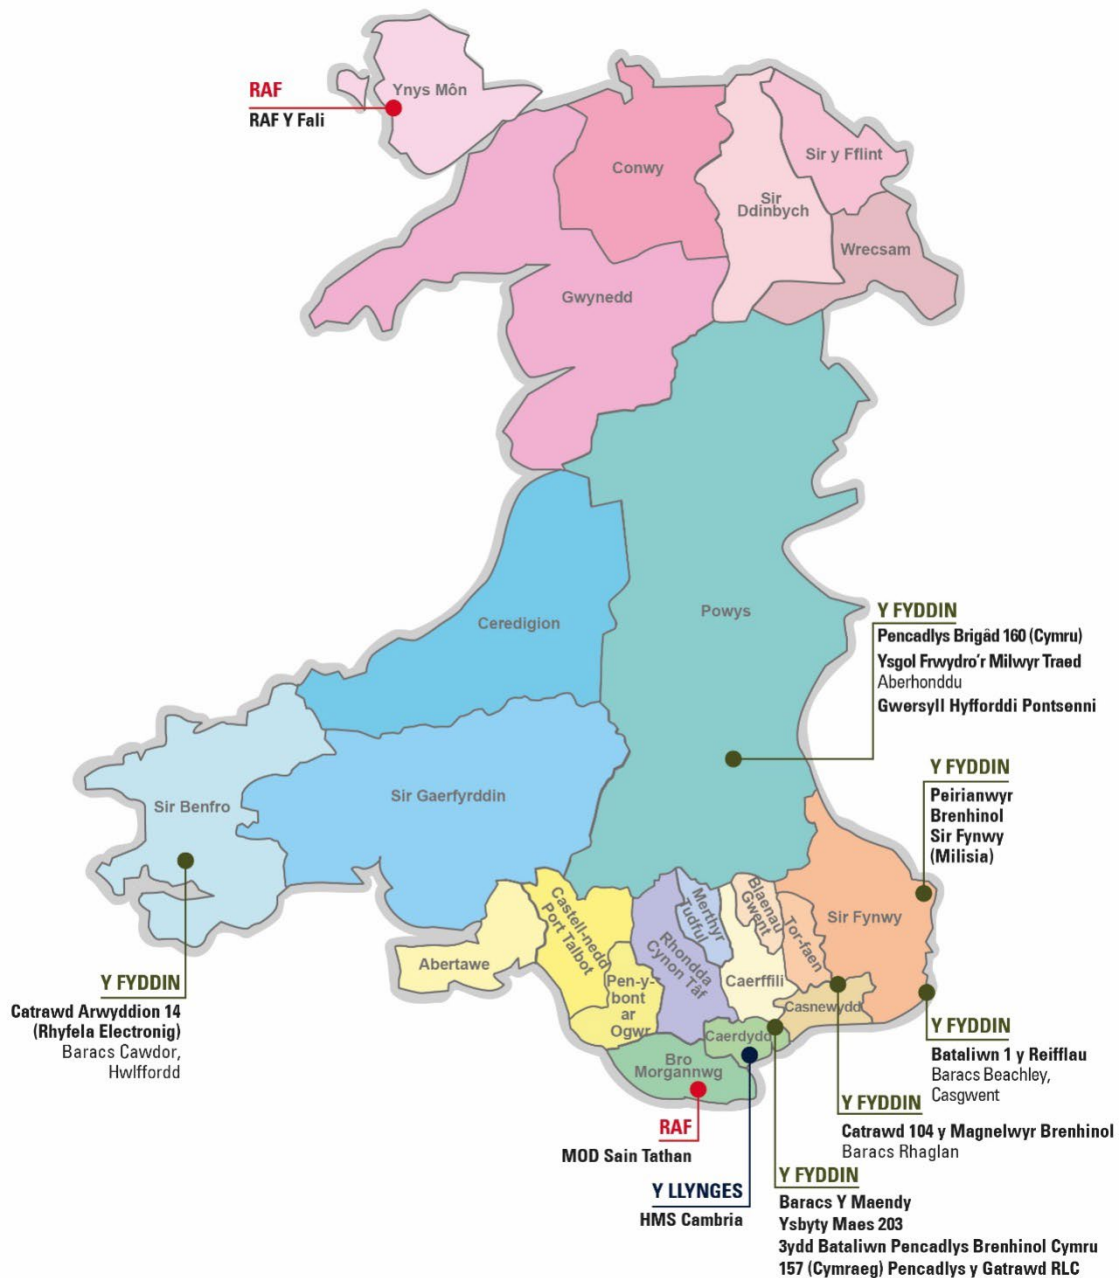 RAF
RAF Y Fali
Ynys Môn
Conwy
Sir y Fflint
Sir
Ddinbych
Wrecsam
Gwynedd
Ceredigion
Powys
Y FYDDIN
Pencadlys Brigâd 160 (Cymru)
Ysgol Frwydro'r Milwyr Traed
Aberhonddu
Gwersyll Hyfforddi Pontsenni
Y FYDDIN
Peirianwyr
Brenhinol
Sir Fynwy
(Milisia)
Sir Benfro
Sir Gaerfyrddin
Y FYDDIN
Catrawd Arwyddion 14
(Rhyfela Electronig)
Baracs Cawdor,
Hwlffordd
Abertawe
Castell-nedd
Port Talbot
Pen-y-
bont
ar
Ogwr
Rhondda
Cynon Tâf
Merthyr
Tudful
Blaenau
Gwent
Tor-faen
Caerffili
Sir Fynwy
Casnewydd
Caerdydd
Bro
Morgannwg
Y FYDDIN
Bataliwn 1 y Reifflau
Baracs Beachley,
Casgwent
Y FYDDIN
Catrawd 104 y Magnelwyr Brenhinol
Baracs Rhaglan
RAF
MOD Sain Tathan
Y LLYNGES
HMS Cambria
Y FYDDIN
Baracs Y Maendy
Ysbyty Maes 203
3ydd Bataliwn Pencadlys Brenhinol Cymru
157 (Cymraeg) Pencadlys y Gatrawd RLC